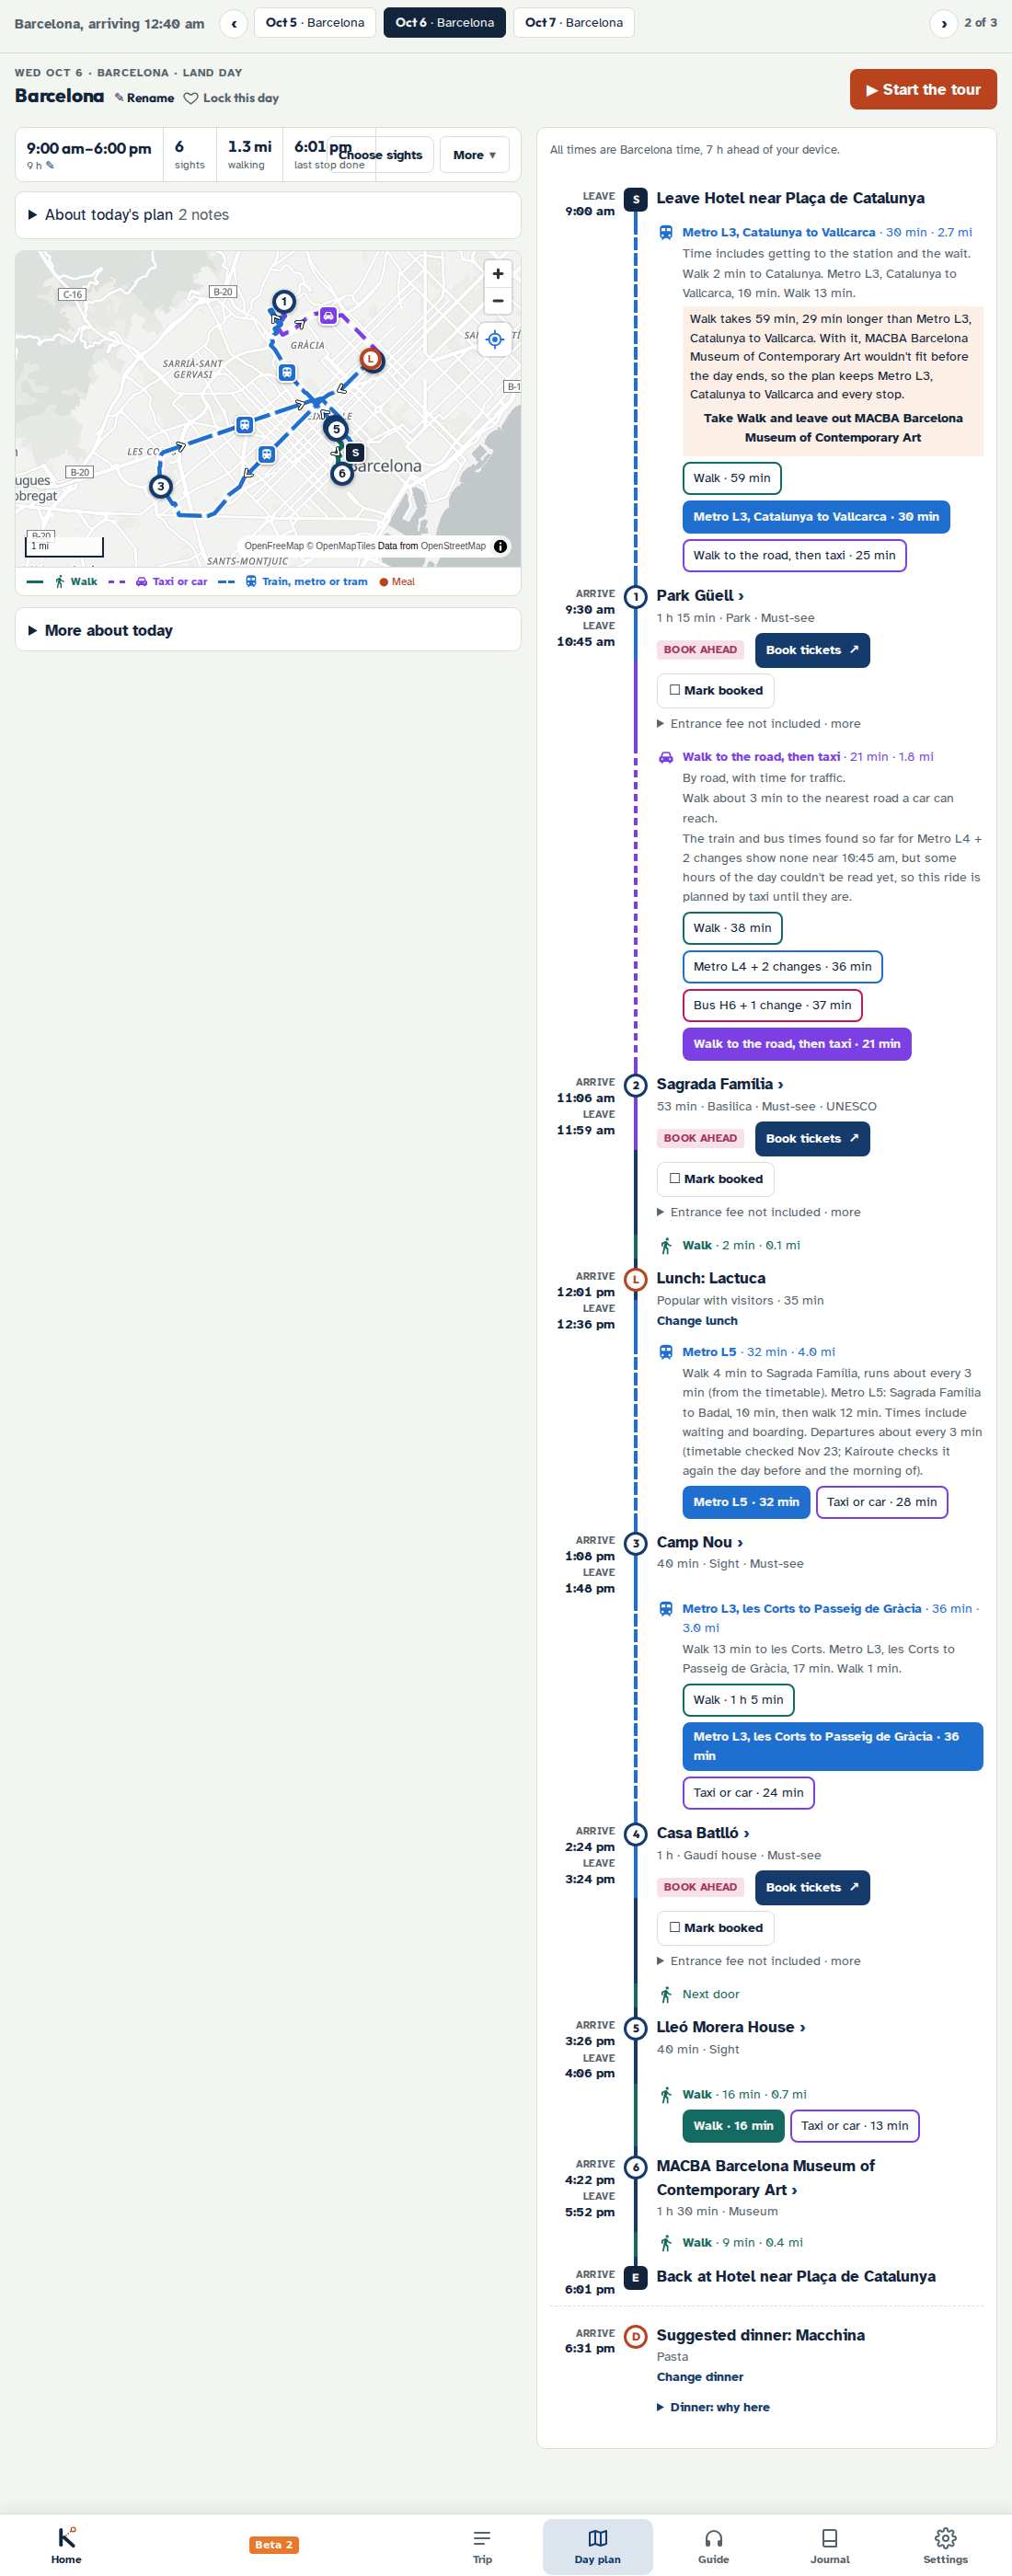 Barcelona, arriving 12:40 am
‹
Oct 5 · Barcelona
Oct 6 · Barcelona
Oct 7 · Barcelona
›
2 of 3
WED OCT 6 · BARCELONA · LAND DAY
Barcelona
✎ Rename
Lock this day
▶ Start the tour
9:00 am–6:00 pm
9 h ✎
6
sights
1.3 mi
walking
6:01 pm
last stop done
Choose sights
More ▾
▶ About today's plan 2 notes
C-16
B-20
GRÀCIA
SARRIÀ-SANT
GERVASI
B-1
LES CO
B-20
Barcelona
ugues
obregat
B-20
1 mi
SANTS-MONTJUÏC
1
L
5
S
6
3
+
−
OpenFreeMap © OpenMapTiles Data from OpenStreetMap
Walk
Taxi or car
Train, metro or tram
Meal
▶ More about today
All times are Barcelona time, 7 h ahead of your device.
LEAVE
9:00 am
S
Leave Hotel near Plaça de Catalunya
Metro L3, Catalunya to Vallcarca · 30 min · 2.7 mi
Time includes getting to the station and the wait.
Walk 2 min to Catalunya. Metro L3, Catalunya to
Vallcarca, 10 min. Walk 13 min.
Walk takes 59 min, 29 min longer than Metro L3,
Catalunya to Vallcarca. With it, MACBA Barcelona
Museum of Contemporary Art wouldn't fit before
the day ends, so the plan keeps Metro L3,
Catalunya to Vallcarca and every stop.
Take Walk and leave out MACBA Barcelona
Museum of Contemporary Art
Walk · 59 min
Metro L3, Catalunya to Vallcarca · 30 min
Walk to the road, then taxi · 25 min
ARRIVE
9:30 am
LEAVE
10:45 am
1
Park Güell ›
1 h 15 min · Park · Must-see
BOOK AHEAD
Book tickets ↗
☐ Mark booked
▶ Entrance fee not included · more
Walk to the road, then taxi · 21 min · 1.8 mi
By road, with time for traffic.
Walk about 3 min to the nearest road a car can
reach.
The train and bus times found so far for Metro L4 +
2 changes show none near 10:45 am, but some
hours of the day couldn't be read yet, so this ride is
planned by taxi until they are.
Walk · 38 min
Metro L4 + 2 changes · 36 min
Bus H6 + 1 change · 37 min
Walk to the road, then taxi · 21 min
ARRIVE
11:06 am
LEAVE
11:59 am
2
Sagrada Família ›
53 min · Basilica · Must-see · UNESCO
BOOK AHEAD
Book tickets ↗
☐ Mark booked
▶ Entrance fee not included · more
Walk · 2 min · 0.1 mi
ARRIVE
12:01 pm
LEAVE
12:36 pm
L
Lunch: Lactuca
Popular with visitors · 35 min
Change lunch
Metro L5 · 32 min · 4.0 mi
Walk 4 min to Sagrada Família, runs about every 3
min (from the timetable). Metro L5: Sagrada Família
to Badal, 10 min, then walk 12 min. Times include
waiting and boarding. Departures about every 3 min
(timetable checked Nov 23; Kairoute checks it
again the day before and the morning of).
Metro L5 · 32 min
Taxi or car · 28 min
ARRIVE
1:08 pm
LEAVE
1:48 pm
3
Camp Nou ›
40 min · Sight · Must-see
Metro L3, les Corts to Passeig de Gràcia · 36 min ·
3.0 mi
Walk 13 min to les Corts. Metro L3, les Corts to
Passeig de Gràcia, 17 min. Walk 1 min.
Walk · 1 h 5 min
Metro L3, les Corts to Passeig de Gràcia · 36
min
Taxi or car · 24 min
ARRIVE
2:24 pm
LEAVE
3:24 pm
4
Casa Batlló ›
1 h · Gaudí house · Must-see
BOOK AHEAD
Book tickets ↗
☐ Mark booked
▶ Entrance fee not included · more
Next door
ARRIVE
3:26 pm
LEAVE
4:06 pm
5
Lleó Morera House ›
40 min · Sight
Walk · 16 min · 0.7 mi
Walk · 16 min
Taxi or car · 13 min
ARRIVE
4:22 pm
LEAVE
5:52 pm
6
MACBA Barcelona Museum of
Contemporary Art ›
1 h 30 min · Museum
Walk · 9 min · 0.4 mi
ARRIVE
6:01 pm
E
Back at Hotel near Plaça de Catalunya
ARRIVE
6:31 pm
D
Suggested dinner: Macchina
Pasta
Change dinner
▶ Dinner: why here
Home
Beta 2
Trip
Day plan
Guide
Journal
Settings